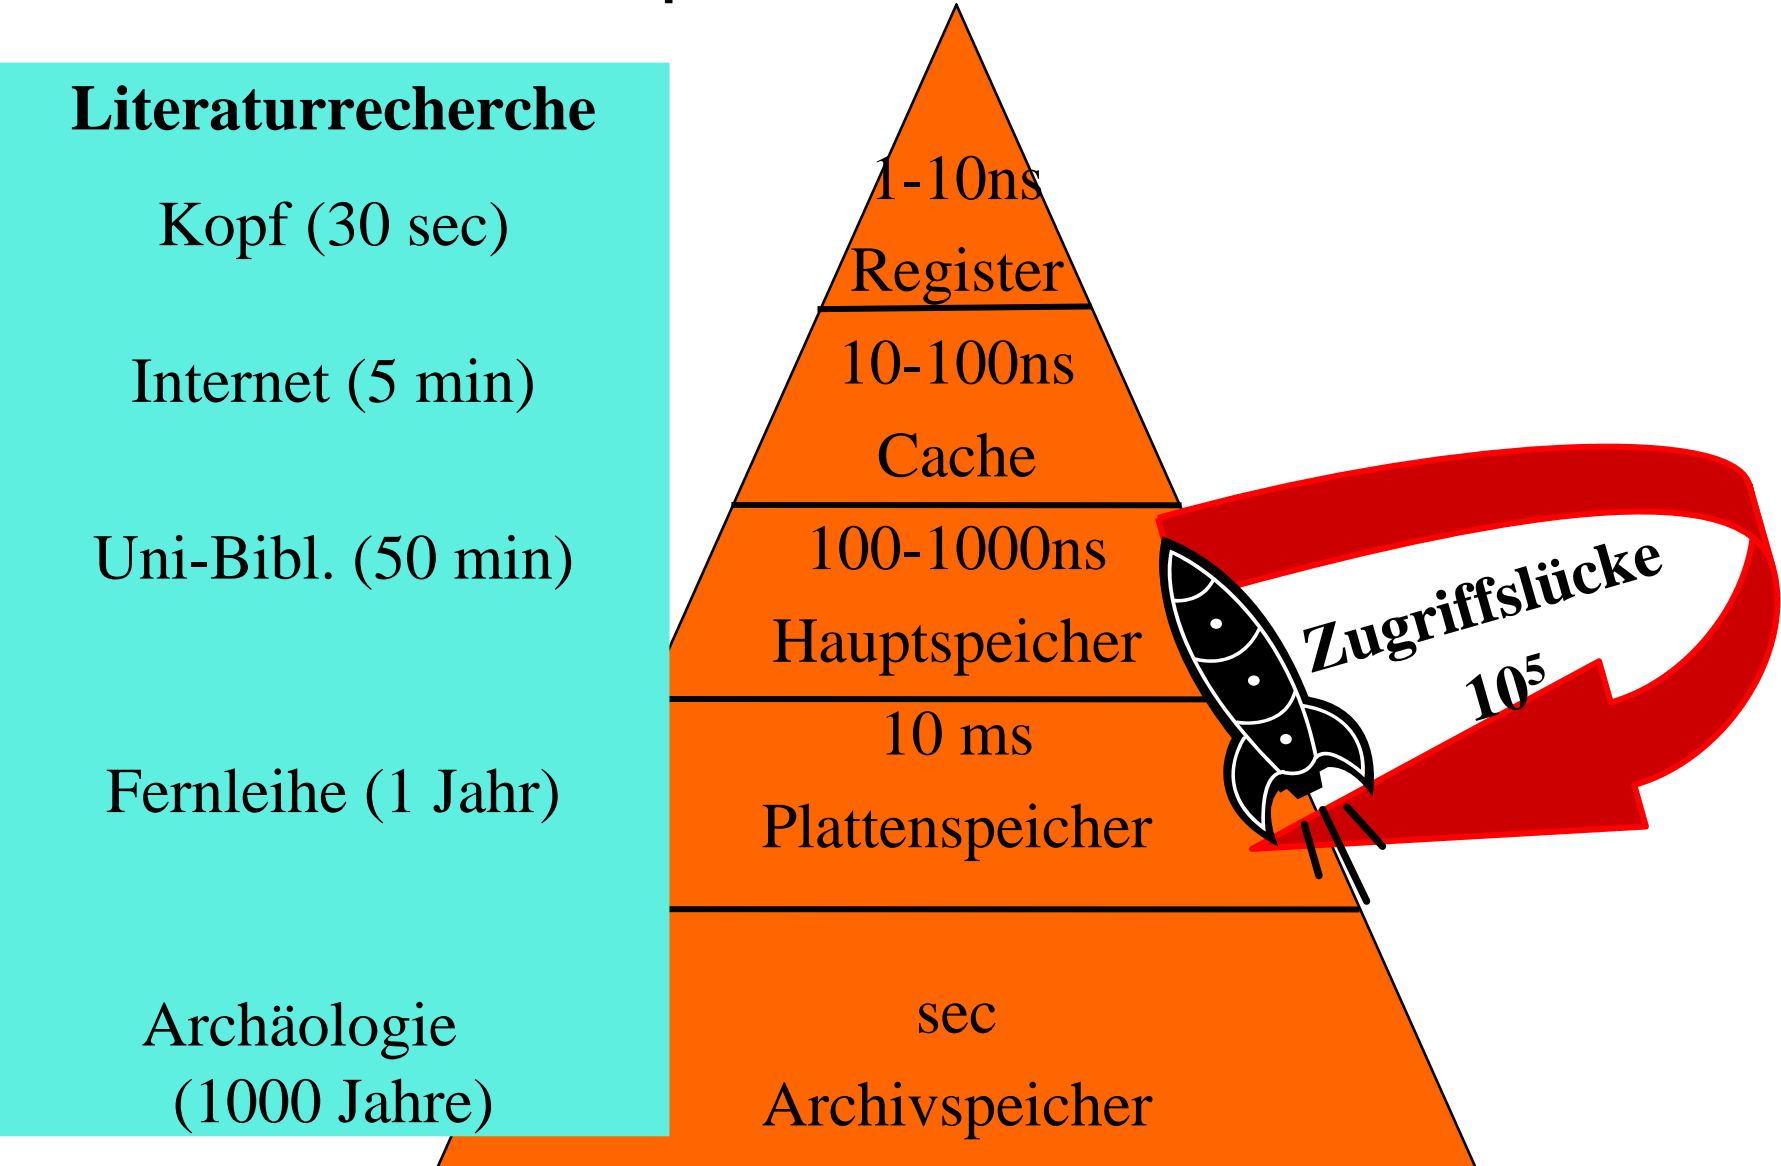 Literaturrecherche
Kopf (30 sec)
Internet (5 min)
Uni-Bibl. (50 min)
Fernleihe (1 Jahr)
Archäologie
(1000 Jahre)
1-10ns
Register
10-100ns
Cache
100-1000ns
Hauptspeicher
10 ms
Plattenspeicher
sec
Archivspeicher
Zugriffslücke
10⁵